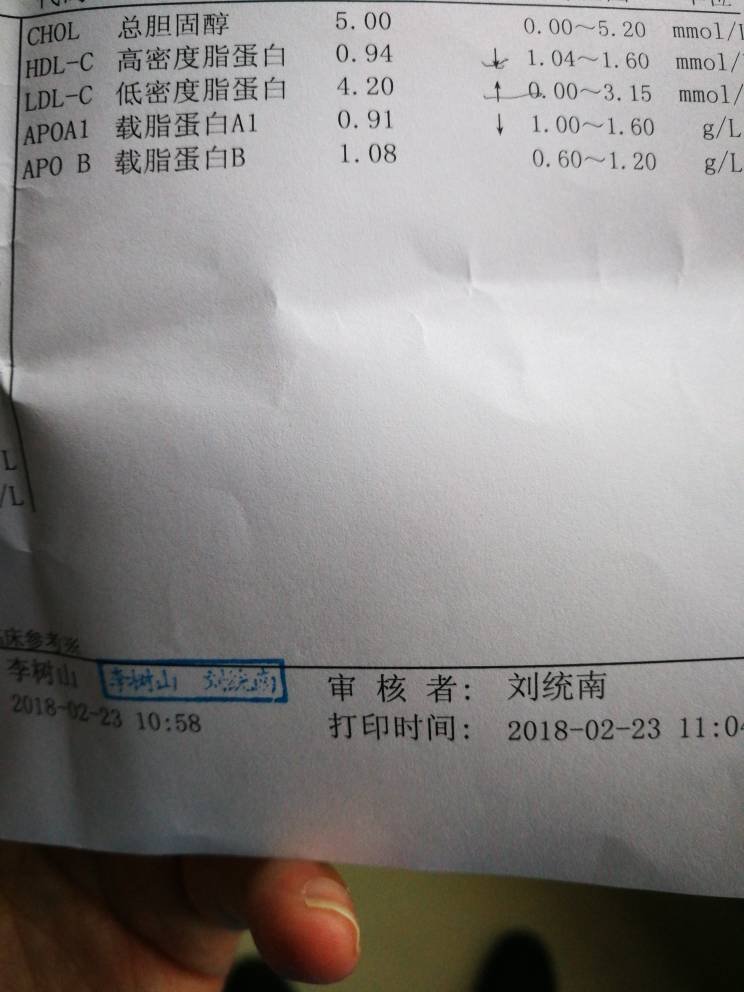 CHOL 总胆固醇 5.00 0.00~5.20 mmol/
HDL-C 高密度脂蛋白 0.94 ↓ 1.04~1.60 mmol/
LDL-C 低密度脂蛋白 4.20 ↑ 0.00~3.15 mmol/
APOA1 载脂蛋白A1 0.91 ↓ 1.00~1.60 g/L
APO B 载脂蛋白B 1.08 0.60~1.20 g/L
L
/L
床参考※
李树山 李树山 刘统南 审 核 者: 刘统南
2018-02-23 10:58 打印时间: 2018-02-23 11:04